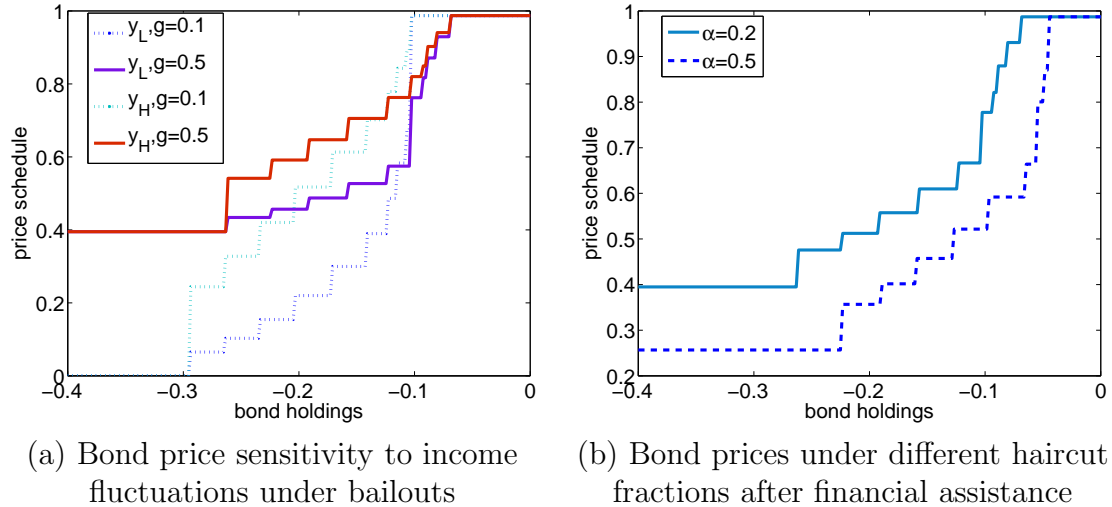 y_L,g=0.1
y_L,g=0.5
y_H,g=0.1
y_H,g=0.5
price schedule
1
0.8
0.6
0.4
0.2
0
−0.4
−0.3
−0.2
−0.1
0
bond holdings
(a) Bond price sensitivity to income
fluctuations under bailouts
α=0.2
α=0.5
price schedule
1
0.9
0.8
0.7
0.6
0.5
0.4
0.3
0.2
−0.4
−0.3
−0.2
−0.1
0
bond holdings
(b) Bond prices under different haircut
fractions after financial assistance